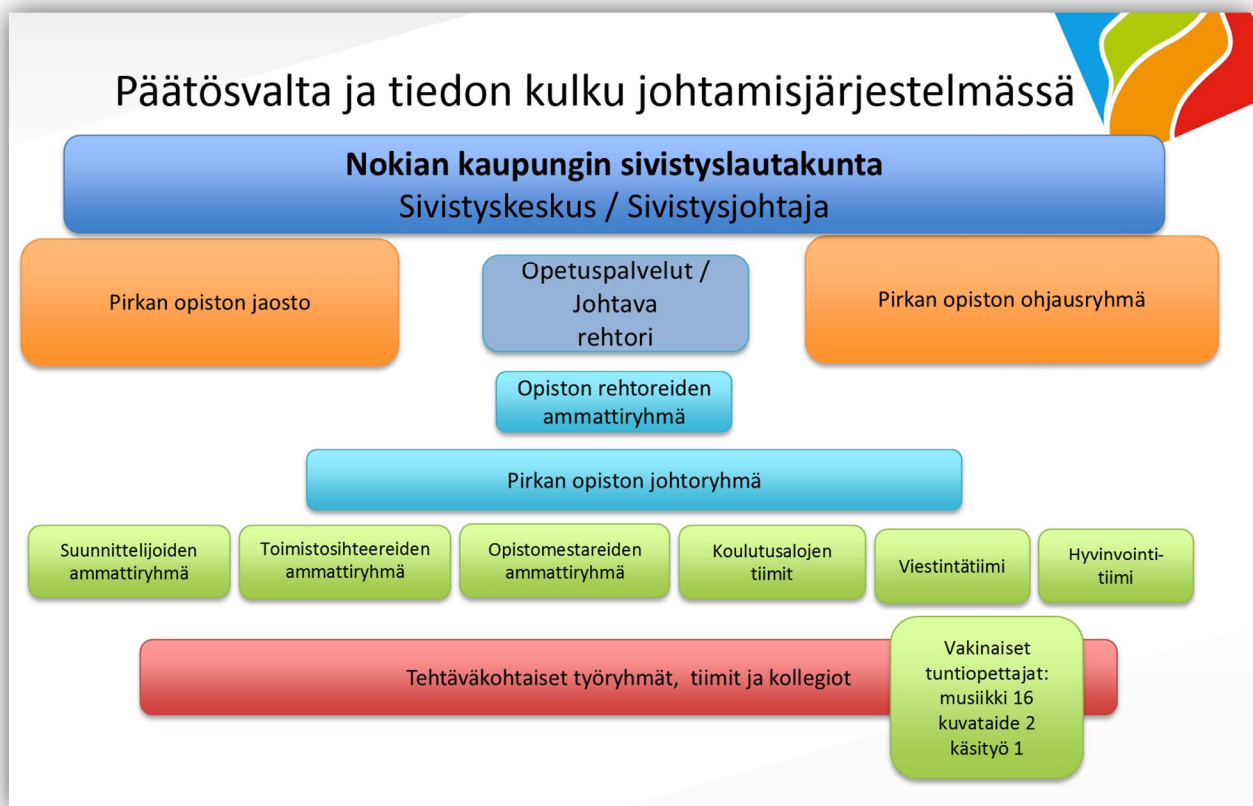 Päätösvalta ja tiedon kulku johtamisjärjestelmässä
Nokian kaupungin sivistyslautakunta
Sivistyskeskus / Sivistysjohtaja
Pirkan opiston jaosto
Opetuspalvelut /
Johtava
rehtori
Pirkan opiston ohjausryhmä
Opiston rehtoreiden
ammattiryhmä
Pirkan opiston johtoryhmä
Suunnittelijoiden
ammattiryhmä
Toimistosihteereiden
ammattiryhmä
Opistomestareiden
ammattiryhmä
Koulutusalojen
tiimit
Viestintätiimi
Hyvinvointi-
tiimi
Tehtäväkohtaiset työryhmät, tiimit ja kollegiot
Vakinaiset
tuntiopettajat:
musiikki 16
kuvataide 2
käsityö 1